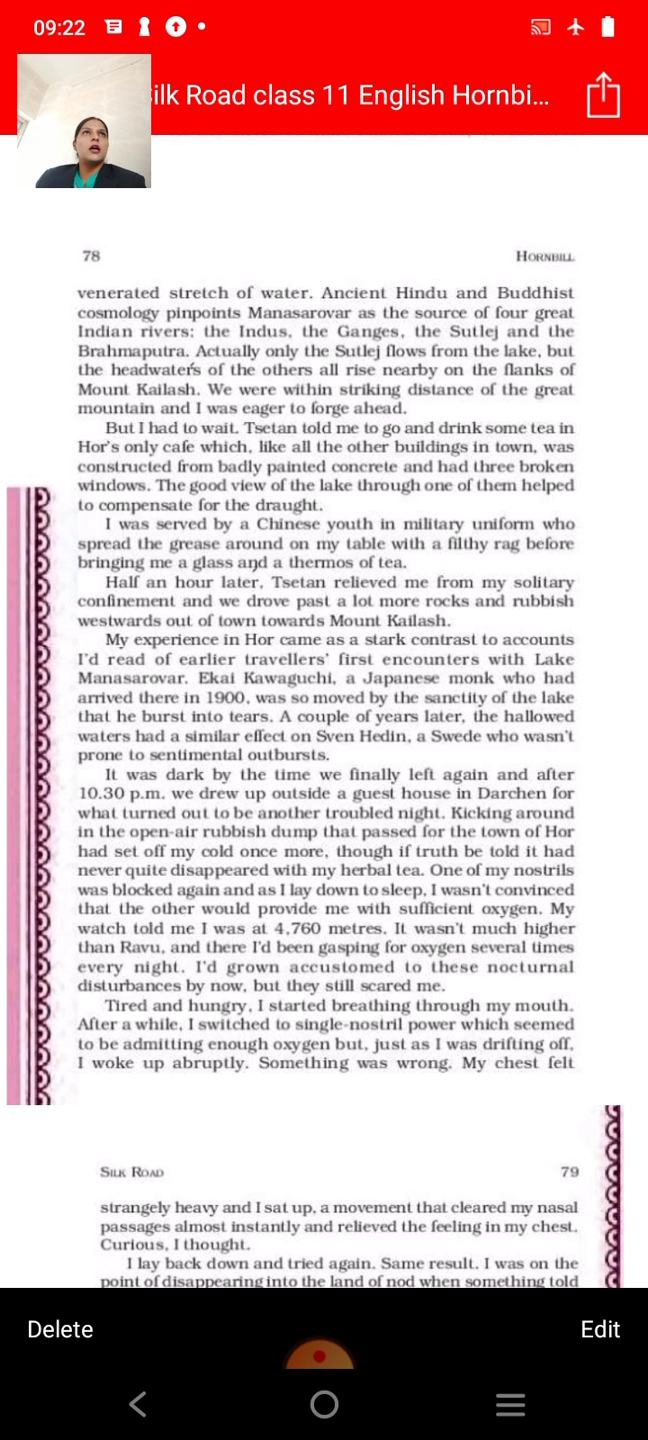 09:22
Silk Road class 11 English Hornbi...
78
HORNBILL
venerated stretch of water. Ancient Hindu and Buddhist
cosmology pinpoints Manasarovar as the source of four great
Indian rivers: the Indus, the Ganges, the Sutlej and the
Brahmaputra. Actually only the Sutlej flows from the lake, but
the headwaters of the others all rise nearby on the flanks of
Mount Kailash. We were within striking distance of the great
mountain and I was eager to forge ahead.
But I had to wait. Tsetan told me to go and drink some tea in
Hor's only cafe which, like all the other buildings in town, was
constructed from badly painted concrete and had three broken
windows. The good view of the lake through one of them helped
to compensate for the draught.
I was served by a Chinese youth in military uniform who
spread the grease around on my table with a filthy rag before
bringing me a glass and a thermos of tea.
Half an hour later, Tsetan relieved me from my solitary
confinement and we drove past a lot more rocks and rubbish
westwards out of town towards Mount Kailash.
My experience in Hor came as a stark contrast to accounts
I'd read of earlier travellers' first encounters with Lake
Manasarovar. Ekai Kawaguchi, a Japanese monk who had
arrived there in 1900, was so moved by the sanctity of the lake
that he burst into tears. A couple of years later, the hallowed
waters had a similar effect on Sven Hedin, a Swede who wasn't
prone to sentimental outbursts.
It was dark by the time we finally left again and after
10.30 p.m. we drew up outside a guest house in Darchen for
what turned out to be another troubled night. Kicking around
in the open-air rubbish dump that passed for the town of Hor
had set off my cold once more, though if truth be told it had
never quite disappeared with my herbal tea. One of my nostrils
was blocked again and as I lay down to sleep, I wasn't convinced
that the other would provide me with sufficient oxygen. My
watch told me I was at 4,760 metres. It wasn't much higher
than Ravu, and there I'd been gasping for oxygen several times
every night. I'd grown accustomed to these nocturnal
disturbances by now, but they still scared me.
Tired and hungry, I started breathing through my mouth.
After a while, I switched to single-nostril power which seemed
to be admitting enough oxygen but, just as I was drifting off,
I woke up abruptly. Something was wrong. My chest felt
SILK ROAD
79
strangely heavy and I sat up, a movement that cleared my nasal
passages almost instantly and relieved the feeling in my chest.
Curious, I thought.
I lay back down and tried again. Same result. I was on the
point of disappearing into the land of nod when something told
Delete
Edit